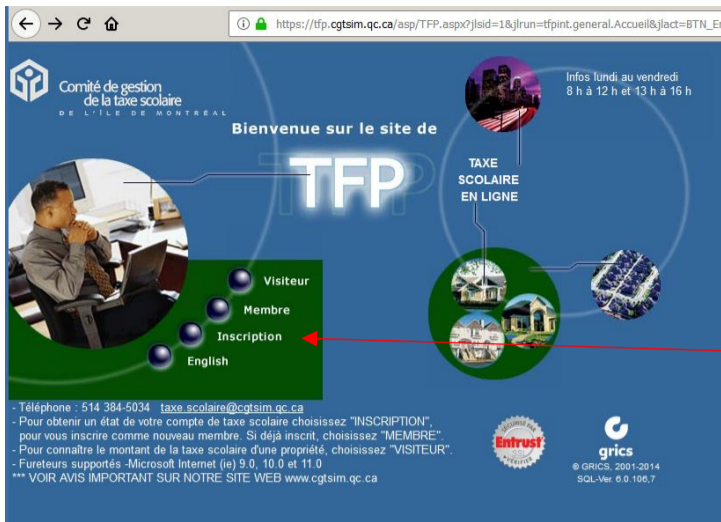 https://tfp.cgtsim.qc.ca/asp/TFP.aspx?jlsid=1&jlrun=tfpint.general.Accueil&jlact=BTN_En
Comité de gestion
de la taxe scolaire
DE L'ÎLE DE MONTRÉAL
Infos lundi au vendredi
8 h à 12 h et 13 h à 16 h
Bienvenue sur le site de
TFP
TAXE
SCOLAIRE
EN LIGNE
Visiteur
Membre
Inscription
English
- Téléphone : 514 384-5034 taxe.scolaire@cgtsim.qc.ca
- Pour obtenir un état de votre compte de taxe scolaire choisissez "INSCRIPTION",
pour vous inscrire comme nouveau membre. Si déjà inscrit, choisissez "MEMBRE".
- Pour connaître le montant de la taxe scolaire d'une propriété, choisissez "VISITEUR".
- Fureteurs supportés -Microsoft Internet (ie) 9.0, 10.0 et 11.0
*** VOIR AVIS IMPORTANT SUR NOTRE SITE WEB www.cgtsim.qc.ca
SÉCURISÉ PAR
Entrust
SSL
VÉRIFIER
grics
© GRICS, 2001-2014
SQL-Ver. 6.0.106,7